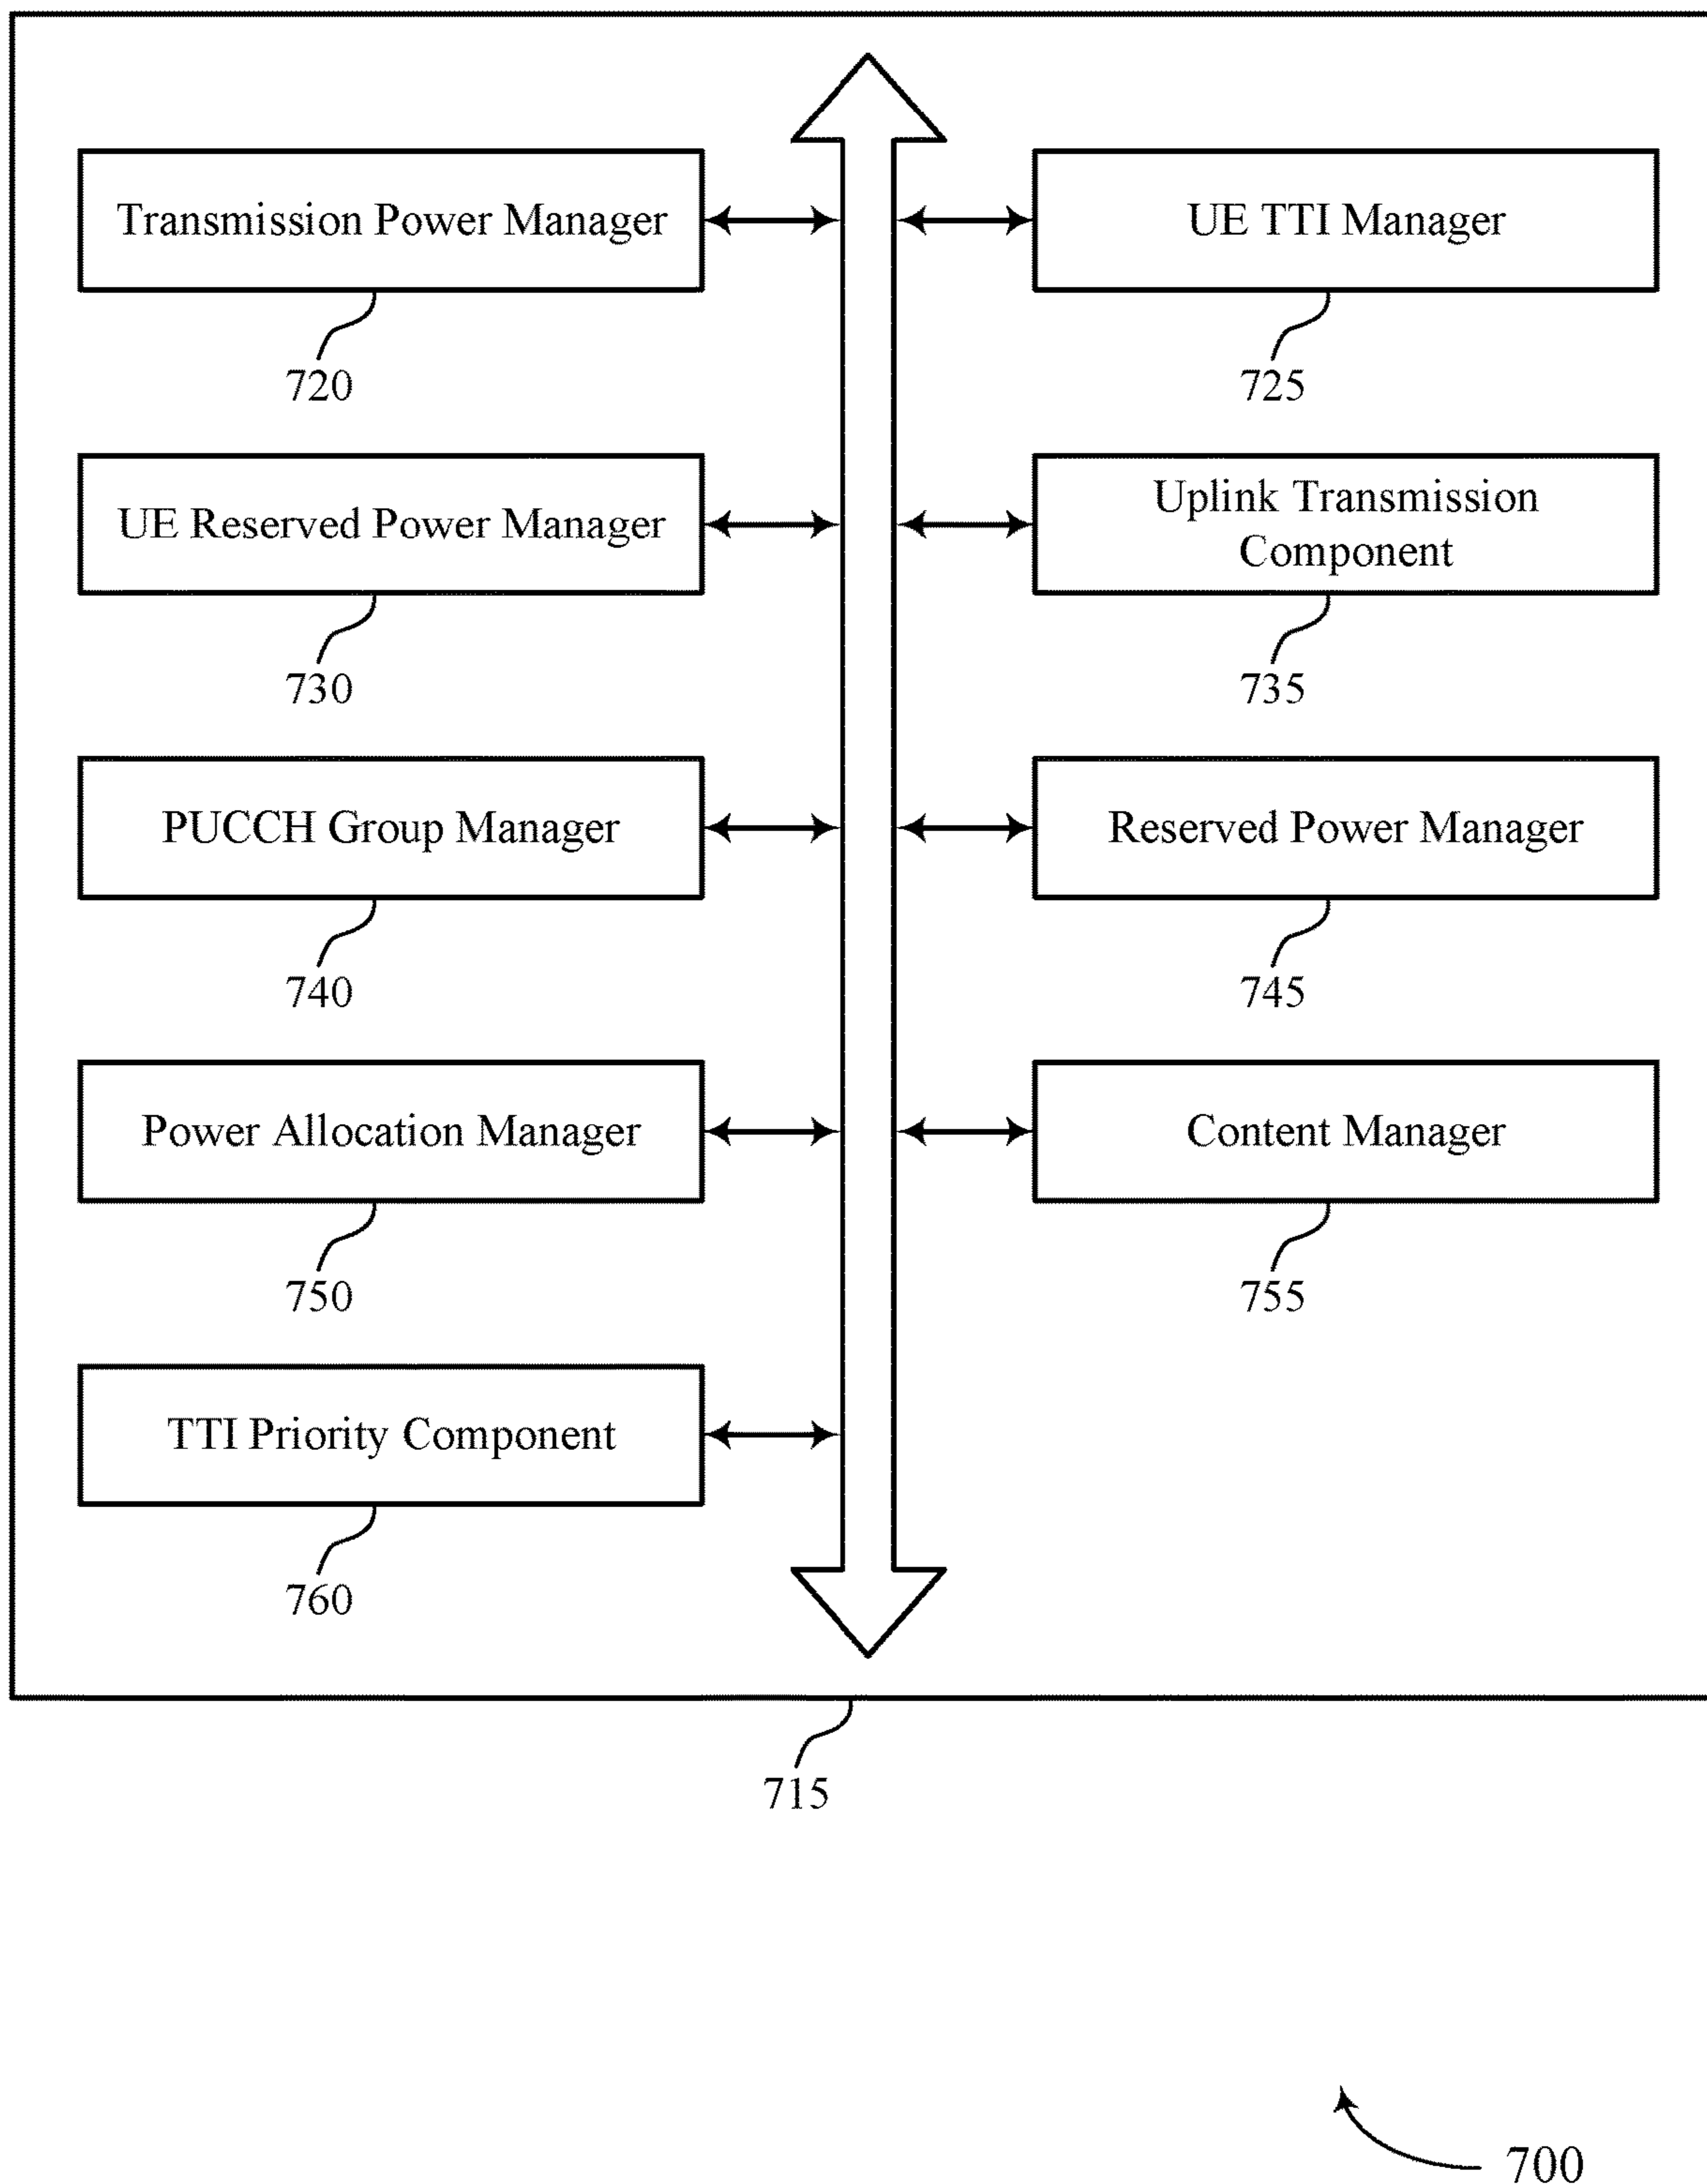 Transmission Power Manager
UE TTI Manager
720
725
UE Reserved Power Manager
Uplink Transmission
Component
730
735
PUCCH Group Manager
Reserved Power Manager
740
745
Power Allocation Manager
Content Manager
750
755
TTI Priority Component
760
715
700